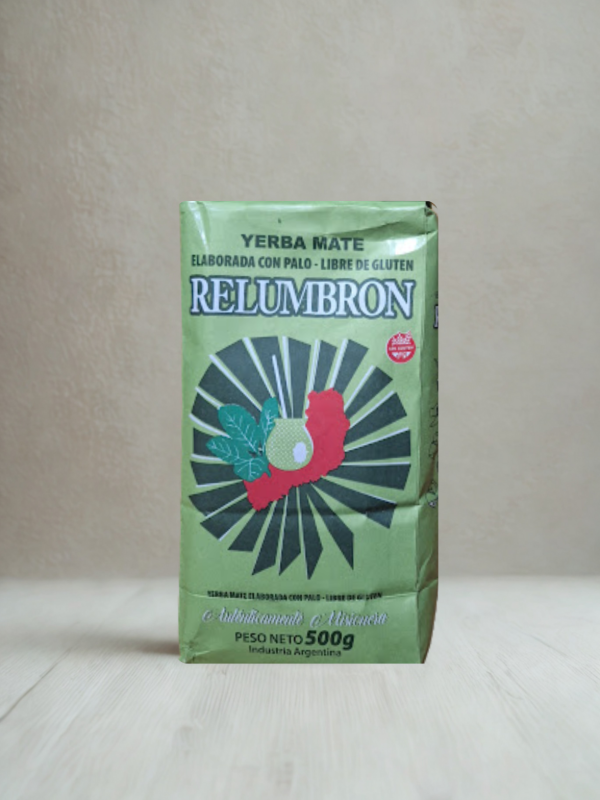 YERBA MATE
ELABORADA CON PALO - LIBRE DE GLUTEN
RELUMBRON
YERBA MATE ELABORADA CON PALO - LIBRE DE GLUTEN
Auténticamente Misionera
PESO NETO 500g
Industria Argentina